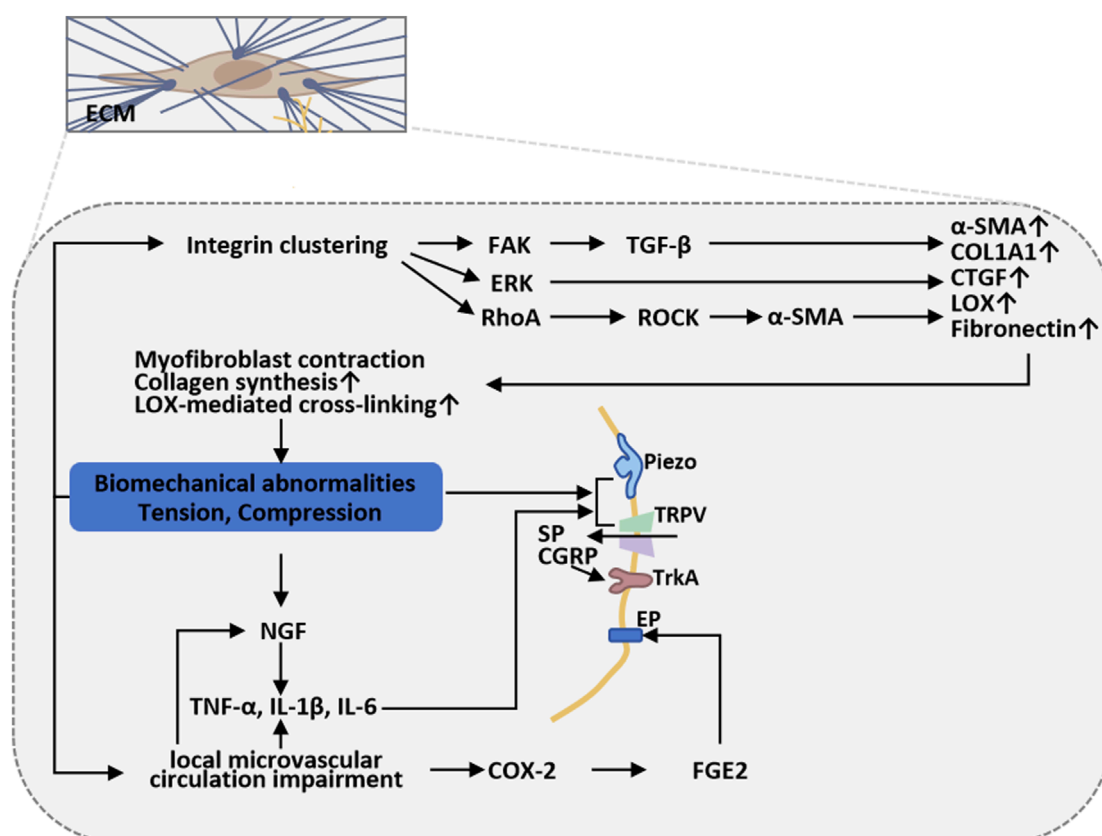 ECM
Integrin clustering
FAK
TGF-β
α-SMA↑
COL1A1↑
ERK
CTGF↑
LOX↑
RhoA
ROCK
α-SMA
Fibronectin↑
Myofibroblast contraction
Collagen synthesis↑
LOX-mediated cross-linking↑
Biomechanical abnormalities
Tension, Compression
Piezo
TRPV
SP
CGRP
TrkA
EP
NGF
TNF-α, IL-1β, IL-6
local microvascular
circulation impairment
COX-2
FGE2